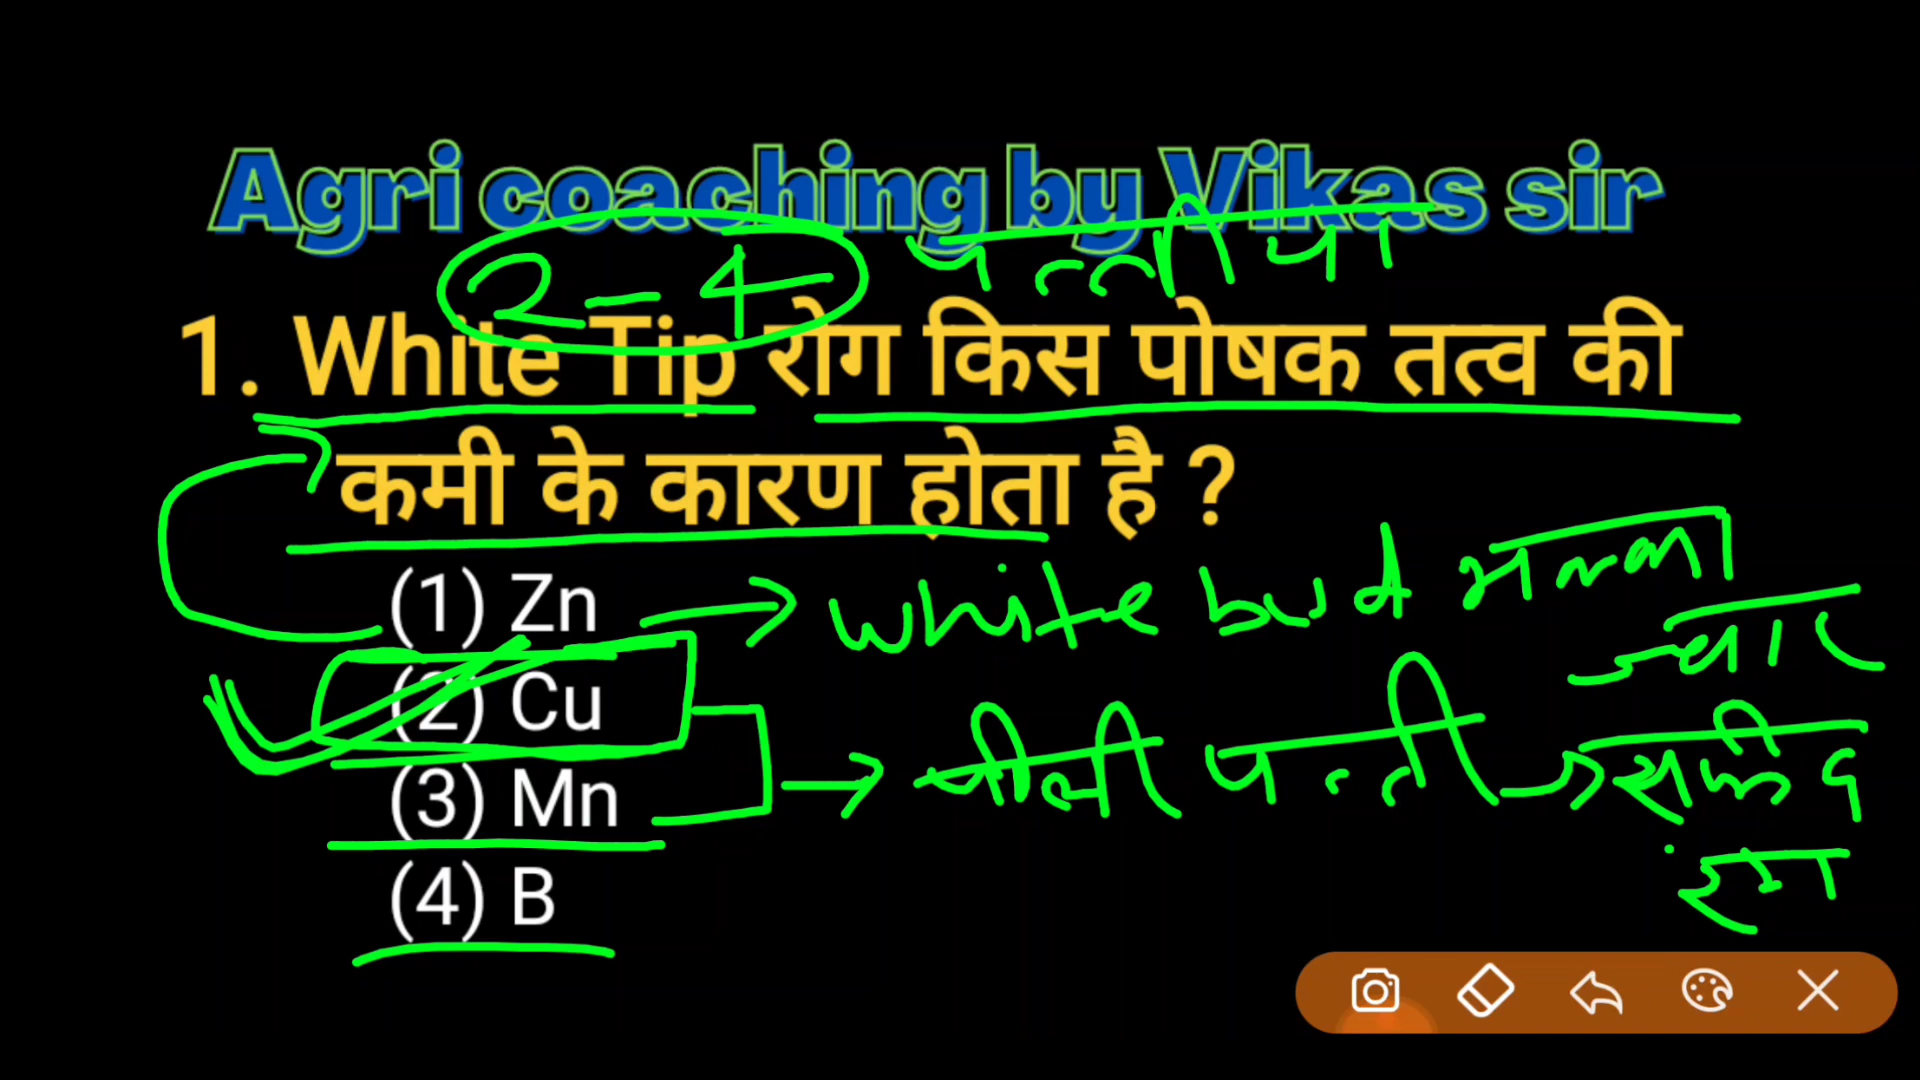 Agri coaching by Vikas sir
2-4 पत्तीया
1. White Tip रोग किस पोषक तत्व की
कमी के कारण होता है ?
(1) Zn → white bud मक्का
ज्वार
(2) Cu
(3) Mn → पत्ती → सफेद
रंग
(4) B